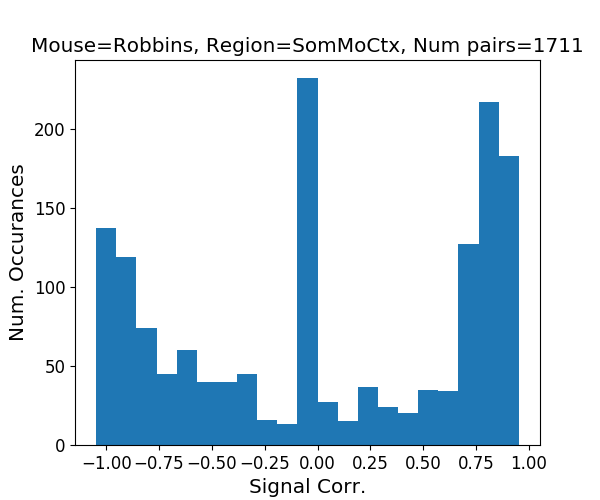 Mouse=Robbins, Region=SomMoCtx, Num pairs=1711
Num. Occurances
200
150
100
50
0
−1.00 −0.75 −0.50 −0.25 0.00 0.25 0.50 0.75 1.00
Signal Corr.